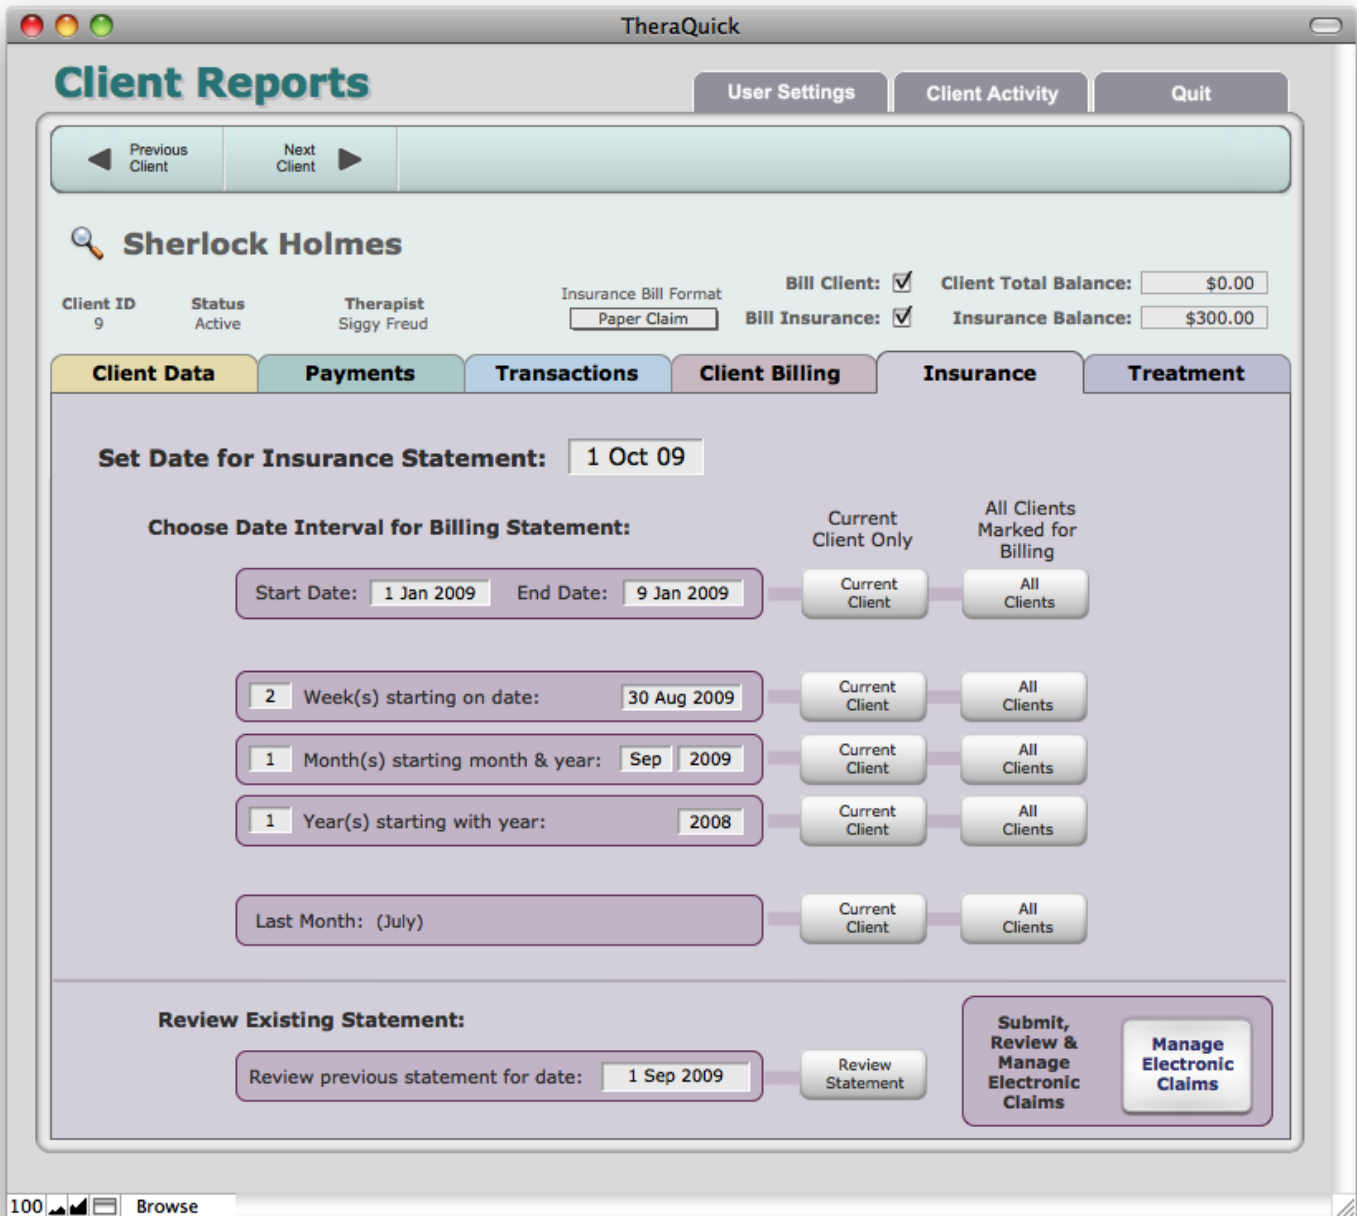 TheraQuick
Client Reports
User Settings
Client Activity
Quit
Previous
Client
Next
Client
Sherlock Holmes
Client ID
9
Status
Active
Therapist
Siggy Freud
Insurance Bill Format
Paper Claim
Bill Client:
Bill Insurance:
Client Total Balance: $0.00
Insurance Balance: $300.00
Client Data
Payments
Transactions
Client Billing
Insurance
Treatment
Set Date for Insurance Statement: 1 Oct 09
Choose Date Interval for Billing Statement:
Current
Client Only
All Clients
Marked for
Billing
Start Date: 1 Jan 2009 End Date: 9 Jan 2009
Current
Client
All
Clients
2 Week(s) starting on date: 30 Aug 2009
Current
Client
All
Clients
1 Month(s) starting month & year: Sep 2009
Current
Client
All
Clients
1 Year(s) starting with year: 2008
Current
Client
All
Clients
Last Month: (July)
Current
Client
All
Clients
Review Existing Statement:
Review previous statement for date: 1 Sep 2009
Review
Statement
Submit,
Review &
Manage
Electronic
Claims
Manage
Electronic
Claims
100
Browse